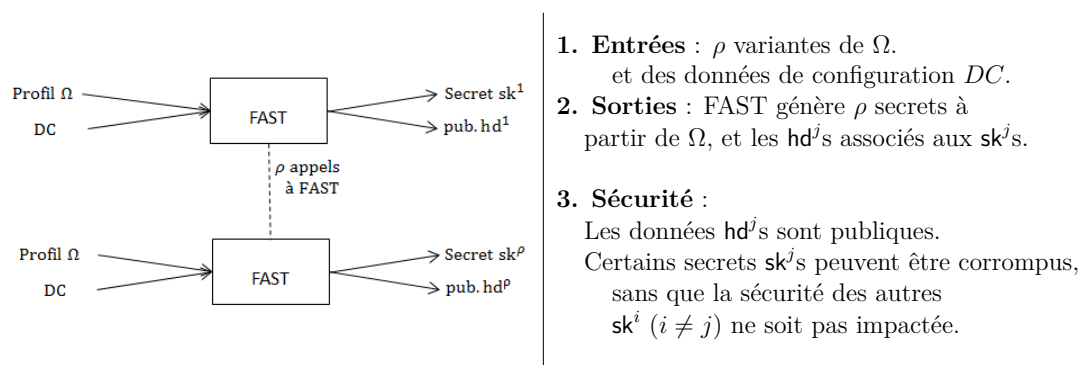 Profil Ω
DC
FAST
Secret sk¹
pub. hd¹
ρ appels
à FAST
Profil Ω
DC
FAST
Secret skᵖ
pub. hdᵖ
1. Entrées : ρ variantes de Ω.
et des données de configuration DC.
2. Sorties : FAST génère ρ secrets à
partir de Ω, et les hdʲs associés aux skʲs.
3. Sécurité :
Les données hdʲs sont publiques.
Certains secrets skʲs peuvent être corrompus,
sans que la sécurité des autres
skⁱ (i ≠ j) ne soit pas impactée.